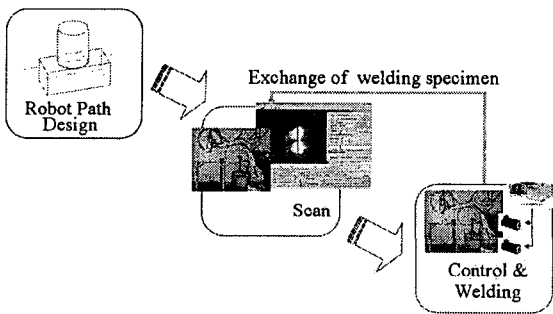 Robot Path
Design
Exchange of welding specimen
Scan
Control &
Welding